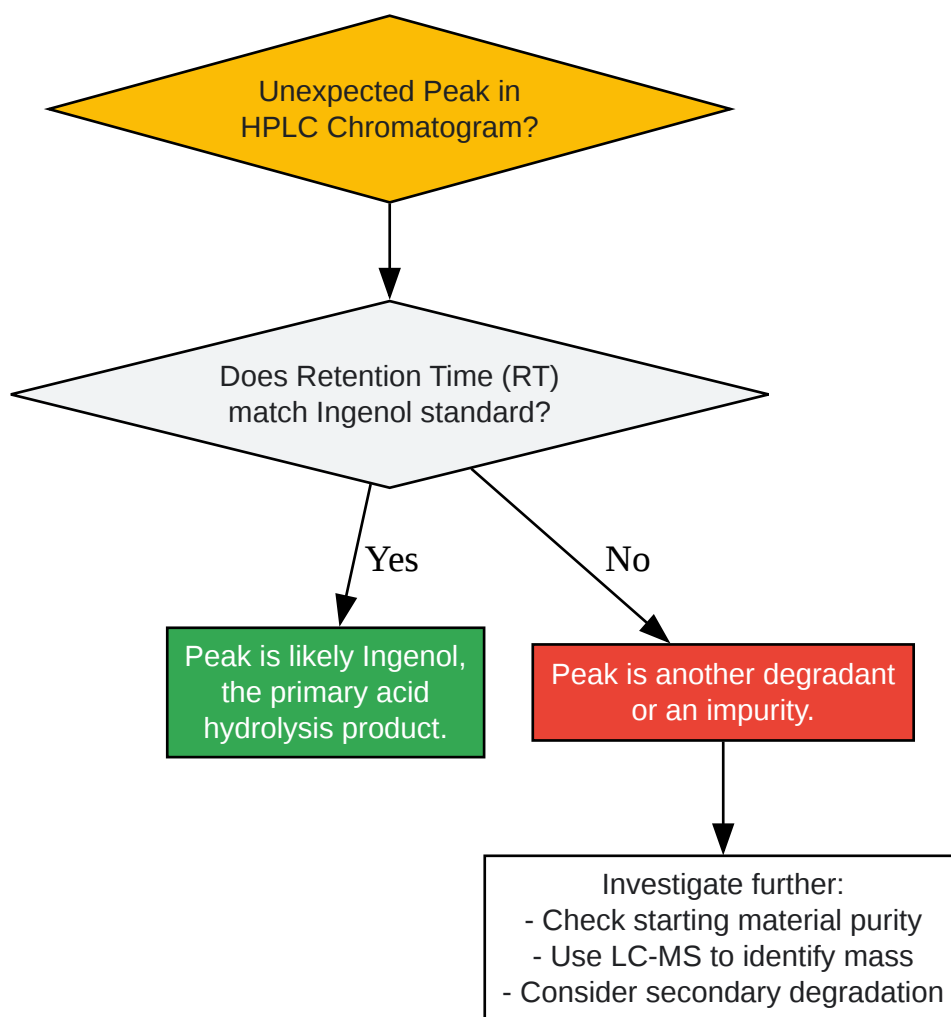 Unexpected Peak in
HPLC Chromatogram?
Does Retention Time (RT)
match Ingenol standard?
Yes
No
Peak is likely Ingenol,
the primary acid
hydrolysis product.
Peak is another degradant
or an impurity.
Investigate further:
- Check starting material purity
- Use LC-MS to identify mass
- Consider secondary degradation